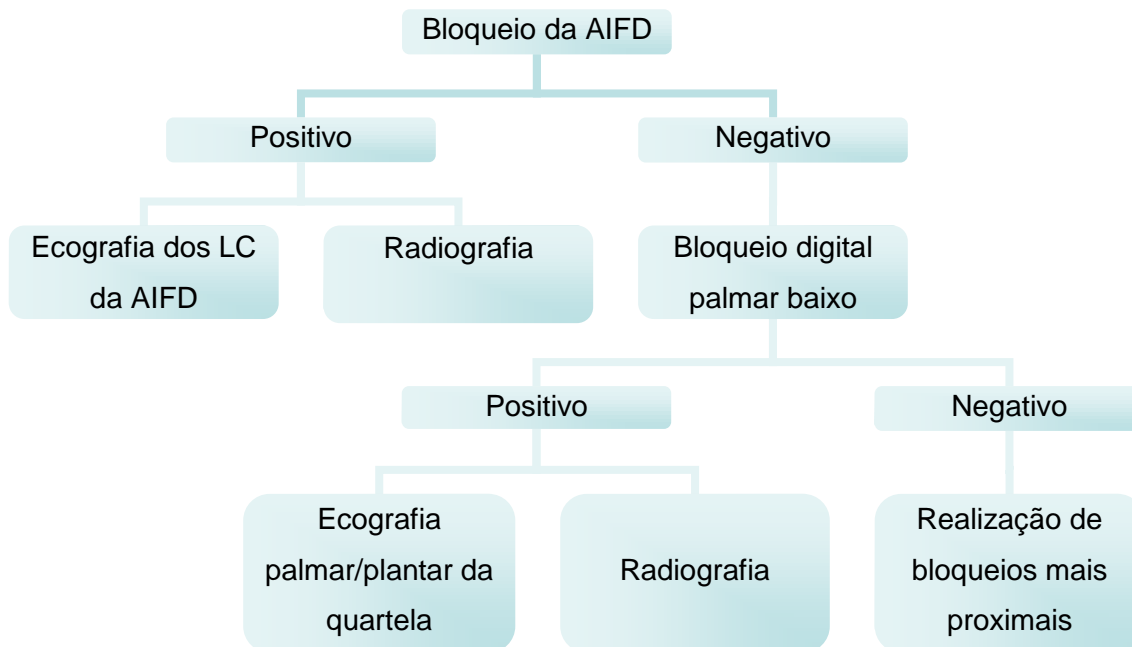 Bloqueio da AIFD
Positivo
Negativo
Ecografia dos LC
da AIFD
Radiografia
Bloqueio digital
palmar baixo
Positivo
Negativo
Ecografia
palmar/plantar da
quartela
Radiografia
Realização de
bloqueios mais
proximais